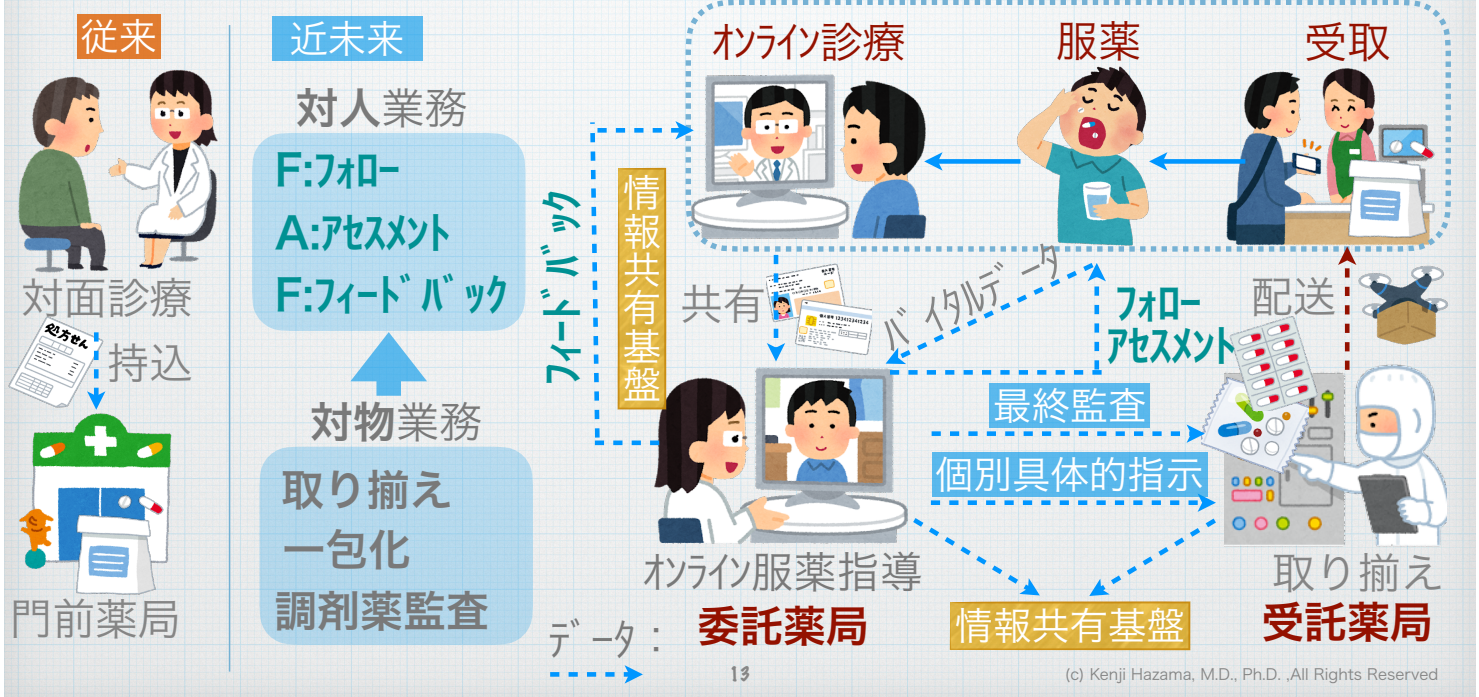 従来
対面診療
処方せん
持込
門前薬局
近未来
対人業務
F:フォロー
A:アセスメント
F:フィードバック
対物業務
取り揃え
一包化
調剤薬監査
データ:
フィードバック
情報共有基盤
オンライン診療
服薬
受取
共有
バイタルデータ
フォロー
アセスメント
配送
最終監査
個別具体的指示
オンライン服薬指導
委託薬局
情報共有基盤
取り揃え
受託薬局
13
(c) Kenji Hazama, M.D., Ph.D. ,All Rights Reserved